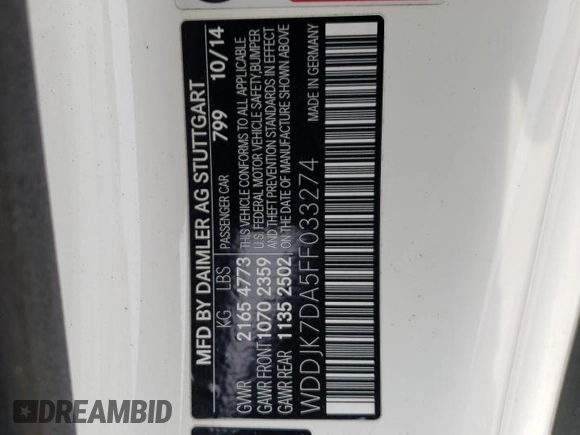 MFD BY DAIMLER AG STUTTGART
KG LBS PASSENGER CAR 799 10/14
GVWR 2165 4773 THIS VEHICLE CONFORMS TO ALL APPLICABLE
U.S. FEDERAL MOTOR VEHICLE SAFETY, BUMPER
GAWR FRONT 1070 2359 AND THEFT PREVENTION STANDARDS IN EFFECT
GAWR REAR 1135 2502 ON THE DATE OF MANUFACTURE SHOWN ABOVE
WDDJK7DA5FF033274 MADE IN GERMANY
DREAMBID